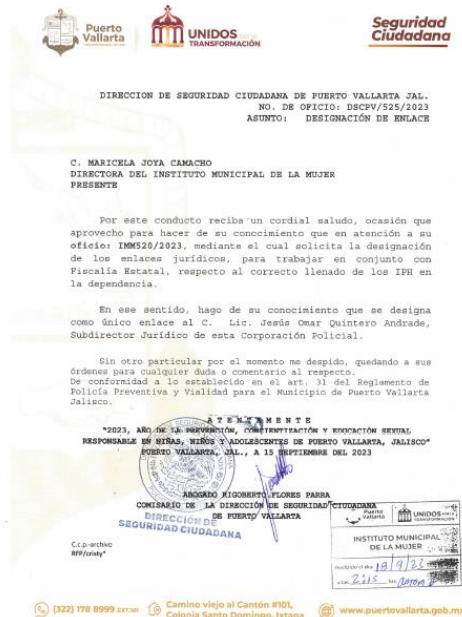 Puerto
Vallarta
UNIDOS
TRANSFORMACIÓN
Seguridad
Ciudadana
DIRECCION DE SEGURIDAD CIUDADANA DE PUERTO VALLARTA JAL.
NO. DE OFICIO: DSCPV/525/2023
ASUNTO: DESIGNACIÓN DE ENLACE
C. MARICELA JOYA CAMACHO
DIRECTORA DEL INSTITUTO MUNICIPAL DE LA MUJER
PRESENTE
Por este conducto reciba un cordial saludo, ocasión que
aprovecho para hacer de su conocimiento que en atención a su
oficio: IMM520/2023, mediante el cual solicita la designación
de los enlaces jurídicos, para trabajar en conjunto con
Fiscalía Estatal, respecto al correcto llenado de los IPH en
la dependencia.
En ese sentido, hago de su conocimiento que se designa
como único enlace al C. Lic. Jesús Omar Quintero Andrade,
Subdirector Jurídico de esta Corporación Policial.
Sin otro particular por el momento me despido, quedando a sus
órdenes para cualquier duda o comentario al respecto.
De conformidad a lo establecido en el art. 31 del Reglamento de
Policía Preventiva y Vialidad para el Municipio de Puerto Vallarta
Jalisco.
ATENTAMENTE
"2023, AÑO DE LA PREVENCIÓN, CONCIENTIZACIÓN Y EDUCACIÓN SEXUAL
RESPONSABLE EN NIÑAS, NIÑOS Y ADOLESCENTES DE PUERTO VALLARTA, JALISCO"
PUERTO VALLARTA, JAL., A 15 SEPTIEMBRE DEL 2023
ABOGADO RIGOBERTO FLORES PARRA
COMISARIO DE LA DIRECCIÓN DE SEGURIDAD CIUDADANA
DE PUERTO VALLARTA
DIRECCIÓN DE
SEGURIDAD CIUDADANA
C.c.p.-archivo
RFP/cristy*
Puerto
Vallarta
UNIDOS
TRANSFORMACIÓN
INSTITUTO MUNICIPAL
DE LA MUJER
18/9/23
2:15
(322) 178 8999
Camino viejo al Cantón #101,
Colonia Santo Domingo, Ixtapa
www.puertovallarta.gob.m